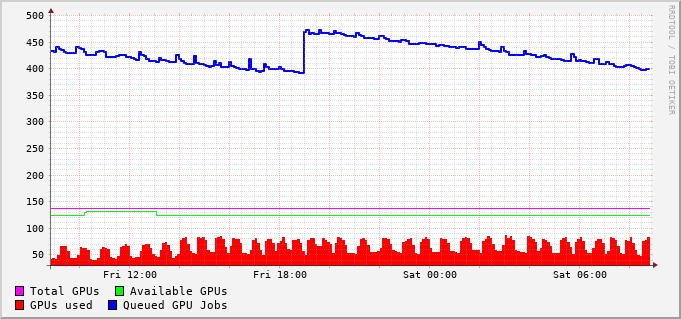 500
450
400
350
300
250
200
150
100
50
Fri 12:00 Fri 18:00 Sat 00:00 Sat 06:00
Total GPUs Available GPUs
GPUs used Queued GPU Jobs
RRDTOOL / TOBI OETIKER